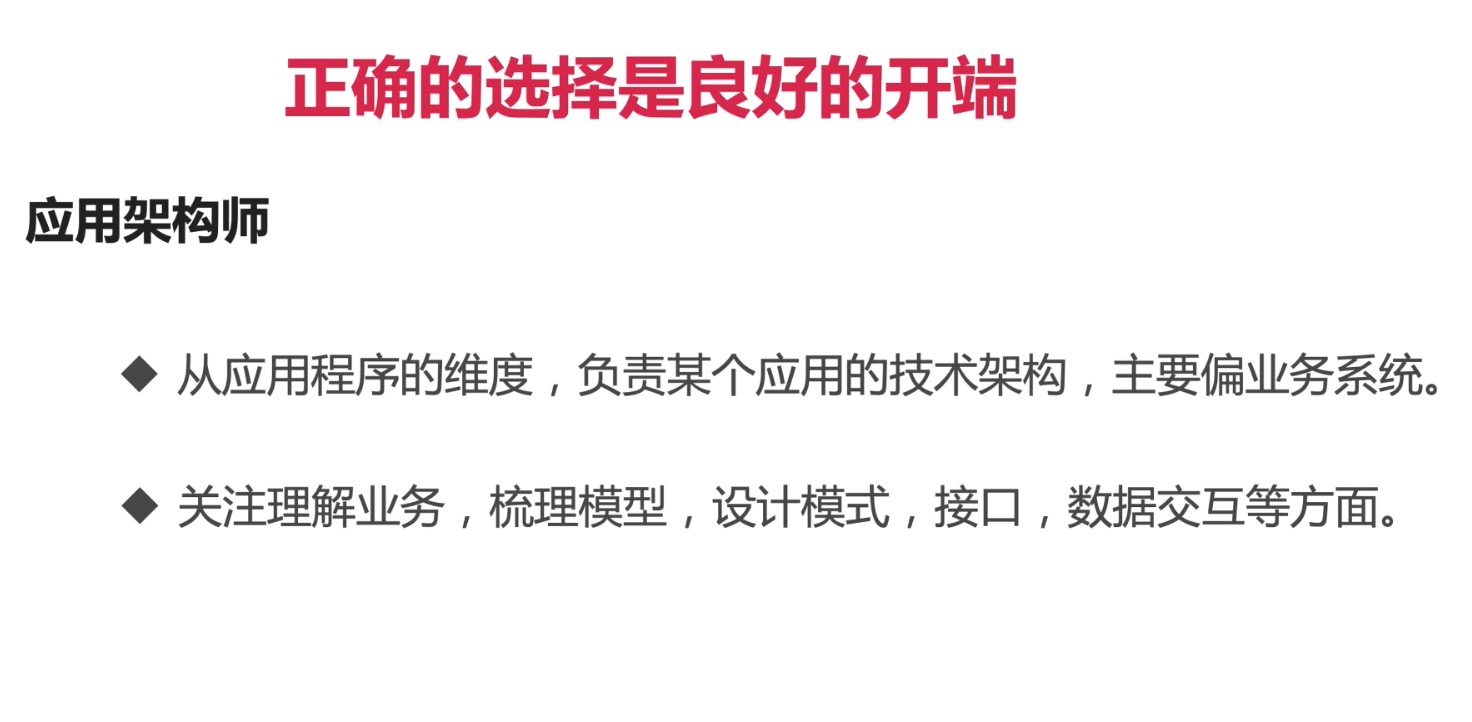 正确的选择是良好的开端
应用架构师
◆ 从应用程序的维度，负责某个应用的技术架构，主要偏业务系统。
◆ 关注理解业务，梳理模型，设计模式，接口，数据交互等方面。